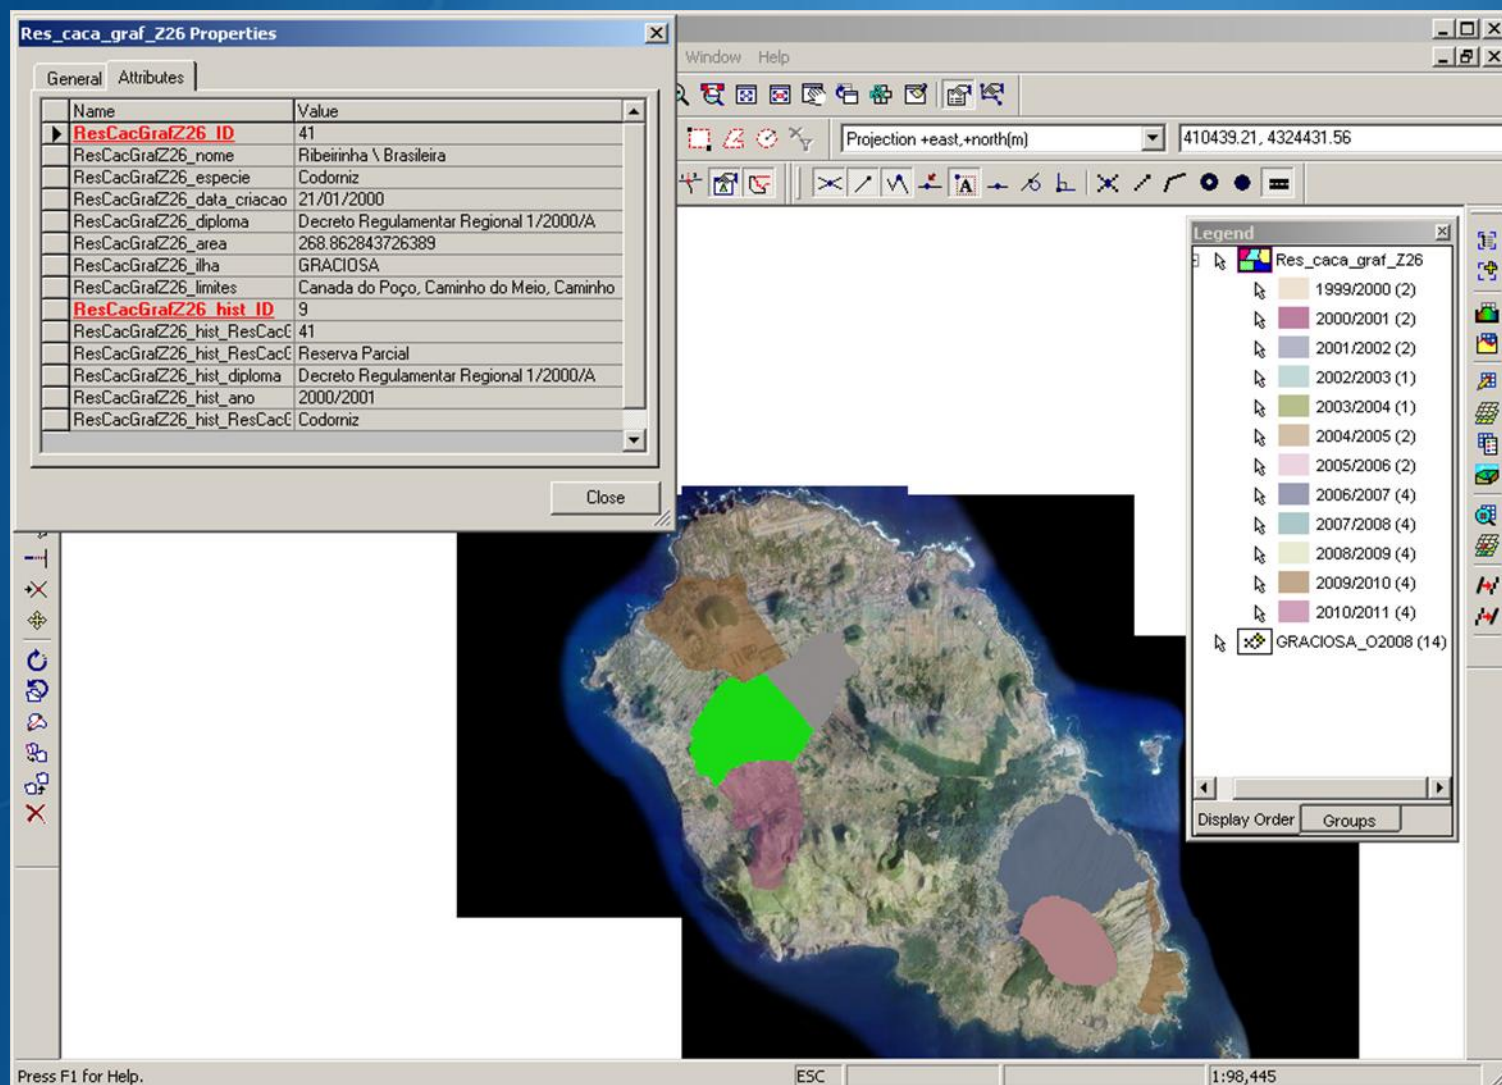 Res_caca_graf_Z26 Properties
General Attributes
Name Value
ResCacGrafZ26_ID 41
ResCacGrafZ26_nome Ribeirinha \ Brasileira
ResCacGrafZ26_especie Codorniz
ResCacGrafZ26_data_criacao 21/01/2000
ResCacGrafZ26_diploma Decreto Regulamentar Regional 1/2000/A
ResCacGrafZ26_area 268.862843726389
ResCacGrafZ26_ilha GRACIOSA
ResCacGrafZ26_limites Canada do Poço, Caminho do Meio, Caminho
ResCacGrafZ26_hist_ID 9
ResCacGrafZ26_hist_ResCacG 41
ResCacGrafZ26_hist_ResCacG Reserva Parcial
ResCacGrafZ26_hist_diploma Decreto Regulamentar Regional 1/2000/A
ResCacGrafZ26_hist_ano 2000/2001
ResCacGrafZ26_hist_ResCacG Codorniz
Close
Window Help
Projection +east,+north(m) 410439.21, 4324431.56
Legend
Res_caca_graf_Z26
1999/2000 (2)
2000/2001 (2)
2001/2002 (2)
2002/2003 (1)
2003/2004 (1)
2004/2005 (2)
2005/2006 (2)
2006/2007 (4)
2007/2008 (4)
2008/2009 (4)
2009/2010 (4)
2010/2011 (4)
GRACIOSA_O2008 (14)
Display Order Groups
Press F1 for Help. ESC 1:98,445